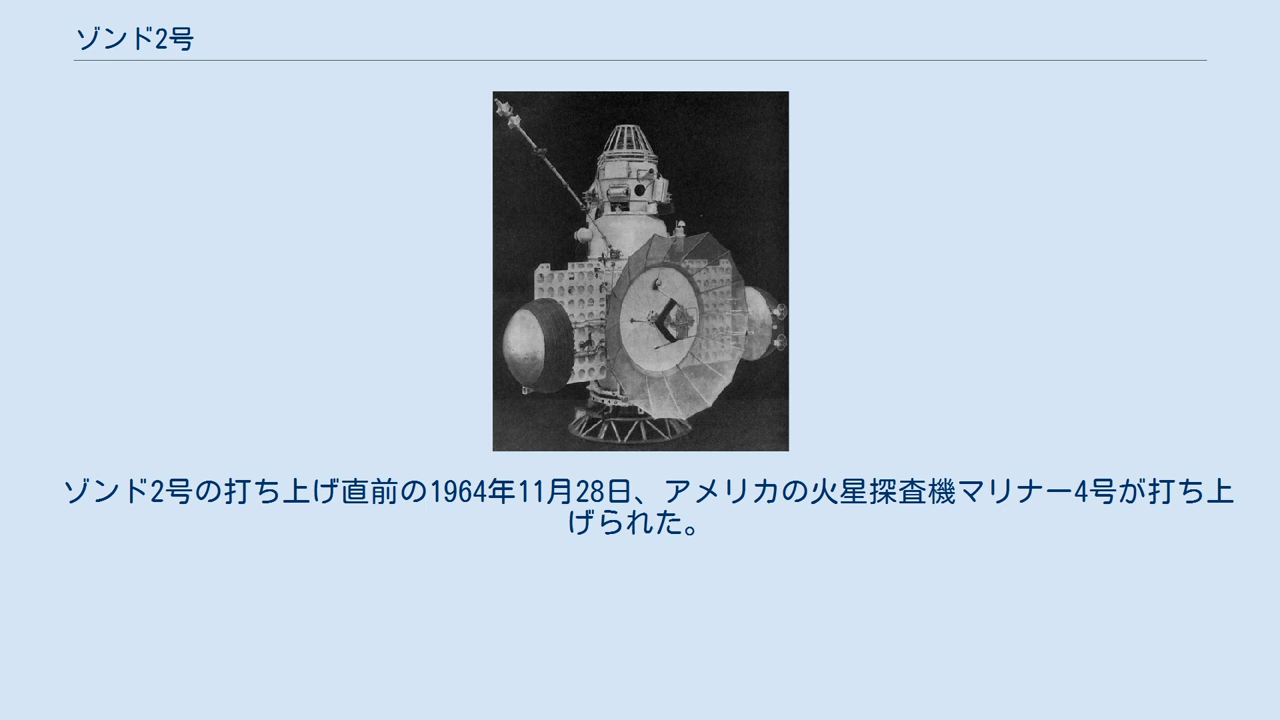 ゾンド2号
ゾンド2号の打ち上げ直前の1964年11月28日、アメリカの火星探査機マリナー4号が打ち上
げられた。